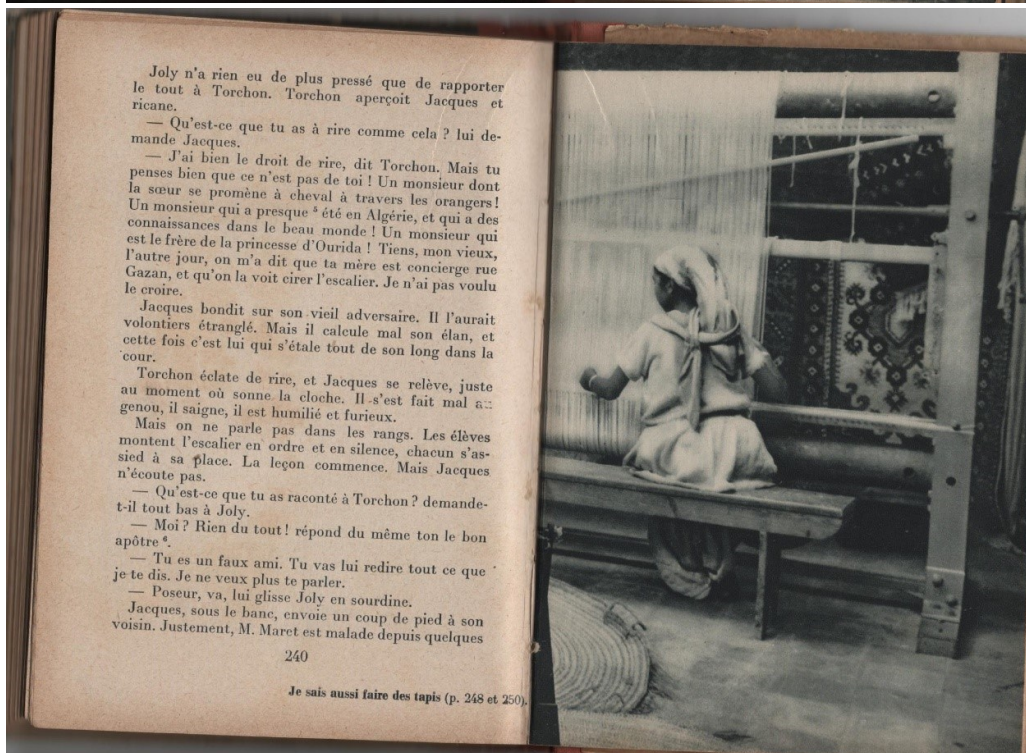 Joly n'a rien eu de plus pressé que de rapporter
le tout à Torchon. Torchon aperçoit Jacques et
ricane.
— Qu'est-ce que tu as à rire comme cela ? lui de-
mande Jacques.
— J'ai bien le droit de rire, dit Torchon. Mais tu
penses bien que ce n'est pas de toi ! Un monsieur dont
la sœur se promène à cheval à travers les orangers !
Un monsieur qui a presque ⁵ été en Algérie, et qui a des
connaissances dans le beau monde ! Un monsieur qui
est le frère de la princesse d'Ourida ! Tiens, mon vieux,
l'autre jour, on m'a dit que ta mère est concierge rue
Gazan, et qu'on la voit cirer l'escalier. Je n'ai pas voulu
le croire.
Jacques bondit sur son vieil adversaire. Il l'aurait
volontiers étranglé. Mais il calcule mal son élan, et
cette fois c'est lui qui s'étale tout de son long dans la
cour.
Torchon éclate de rire, et Jacques se relève, juste
au moment où sonne la cloche. Il s'est fait mal au
genou, il saigne, il est humilié et furieux.
Mais on ne parle pas dans les rangs. Les élèves
montent l'escalier en ordre et en silence, chacun s'as-
sied à sa place. La leçon commence. Mais Jacques
n'écoute pas.
— Qu'est-ce que tu as raconté à Torchon ? demande-
t-il tout bas à Joly.
— Moi ? Rien du tout ! répond du même ton le bon
apôtre ⁶.
— Tu es un faux ami. Tu vas lui redire tout ce que
je te dis. Je ne veux plus te parler.
— Poseur, va, lui glisse Joly en sourdine.
Jacques, sous le banc, envoie un coup de pied à son
voisin. Justement, M. Maret est malade depuis quelques
240
Je sais aussi faire des tapis (p. 248 et 250).